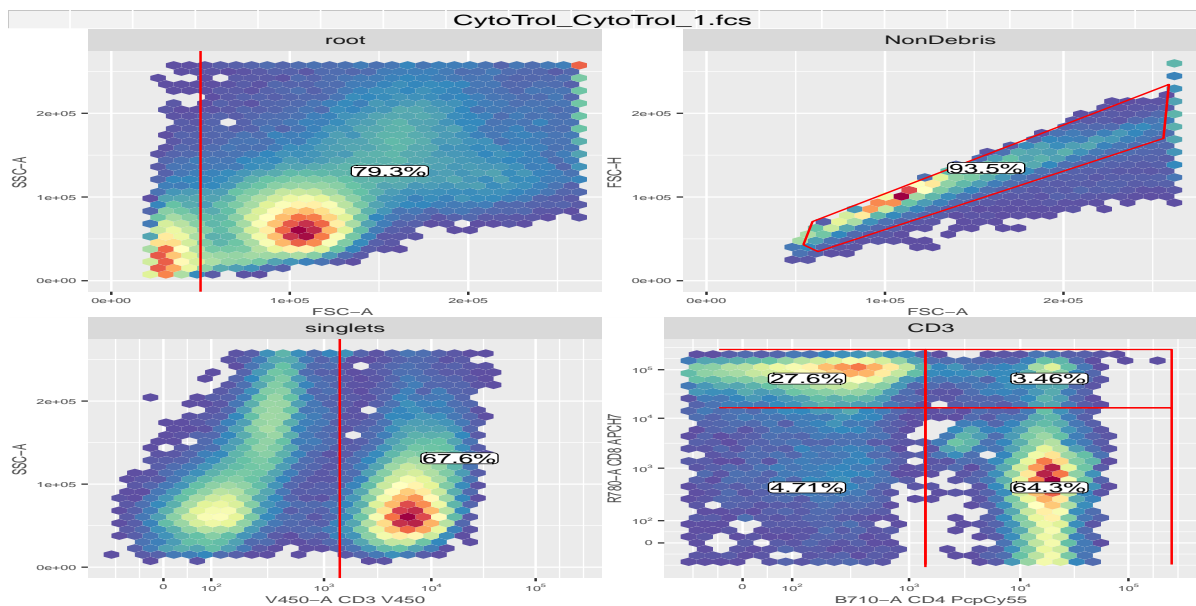 CytoTrol_CytoTrol_1.fcs
root
SSC-A
2e+05
1e+05
0e+00
79.3%
0e+00 1e+05 2e+05
FSC-A
NonDebris
FSC-H
2e+05
1e+05
0e+00
93.5%
0e+00 1e+05 2e+05
FSC-A
singlets
SSC-A
2e+05
1e+05
0e+00
67.6%
0 10² 10³ 10⁴ 10⁵
V450-A CD3 V450
CD3
R780-A CD8 APCH7
10⁵
10⁴
10³
10²
0
27.6% 3.46%
4.71% 64.3%
0 10² 10³ 10⁴ 10⁵
B710-A CD4 PcpCy55